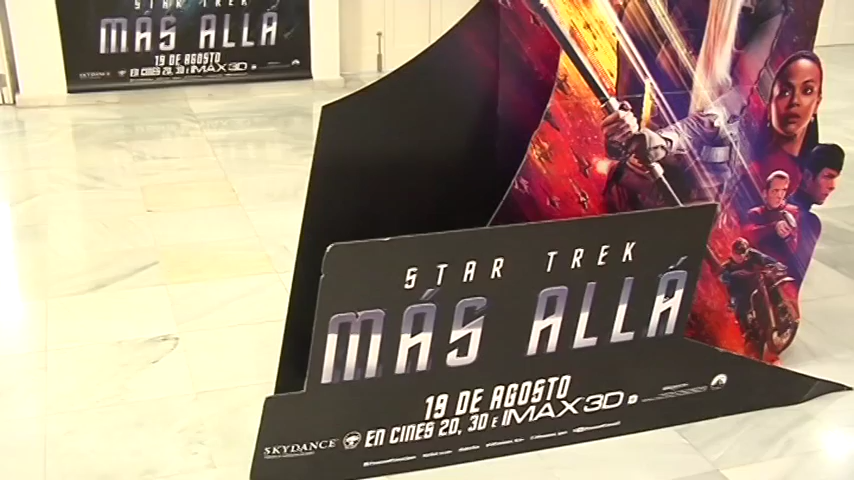 STAR TREK
MÁS ALLÁ
19 DE AGOSTO
EN CINES 2D, 3D E IMAX 3D
STAR TREK
MÁS ALLÁ
19 DE AGOSTO
SKYDANCE EN CINES 2D, 3D E IMAX 3D